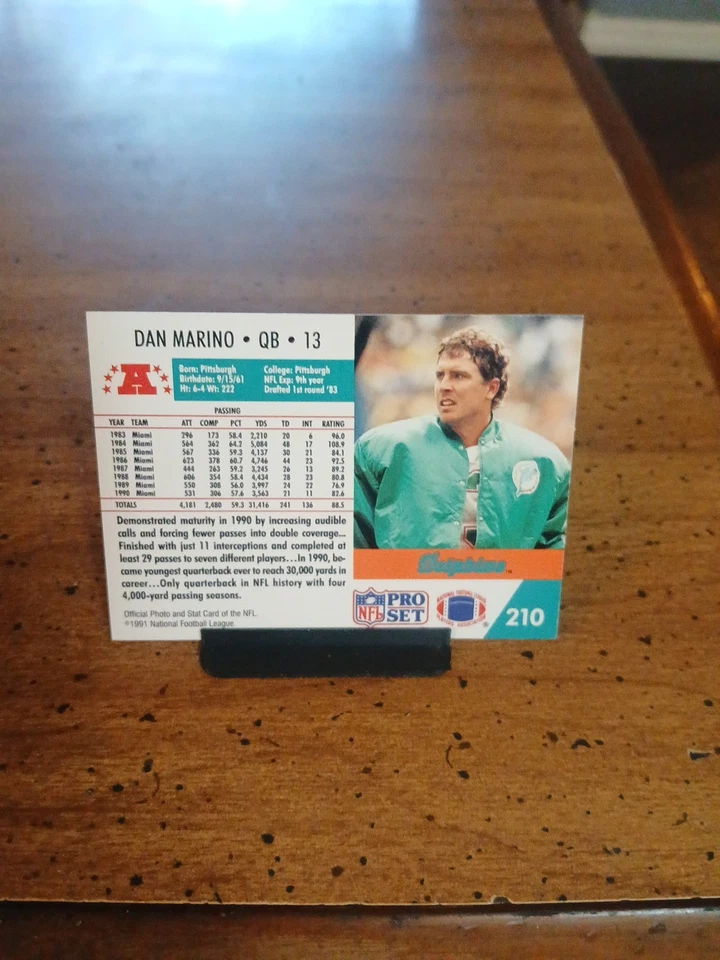 DAN MARINO • QB • 13
A
Born: Pittsburgh
Birthdate: 9/15/61
Ht: 6-4 Wt: 222
College: Pittsburgh
NFL Exp: 9th year
Drafted 1st round '83
PASSING
YEAR TEAM ATT COMP PCT YDS TD INT RATING
1983 Miami 296 173 58.4 2,210 20 6 96.0
1984 Miami 564 362 64.2 5,084 48 17 108.9
1985 Miami 567 336 59.3 4,137 30 21 84.1
1986 Miami 623 378 60.7 4,746 44 23 92.5
1987 Miami 444 263 59.2 3,245 26 13 89.2
1988 Miami 606 354 58.4 4,434 28 23 80.8
1989 Miami 550 308 56.0 3,997 24 22 76.9
1990 Miami 531 306 57.6 3,563 21 11 82.6
TOTALS 4,181 2,480 59.3 31,416 241 136 88.5
Demonstrated maturity in 1990 by increasing audible
calls and forcing fewer passes into double coverage...
Finished with just 11 interceptions and completed at
least 29 passes to seven different players...In 1990, be-
came youngest quarterback ever to reach 30,000 yards in
career...Only quarterback in NFL history with four
4,000-yard passing seasons.
Official Photo and Stat Card of the NFL.
©1991 National Football League
Dolphins™
NFL PRO SET
NATIONAL FOOTBALL LEAGUE
PLAYERS ASSOCIATION
®
210